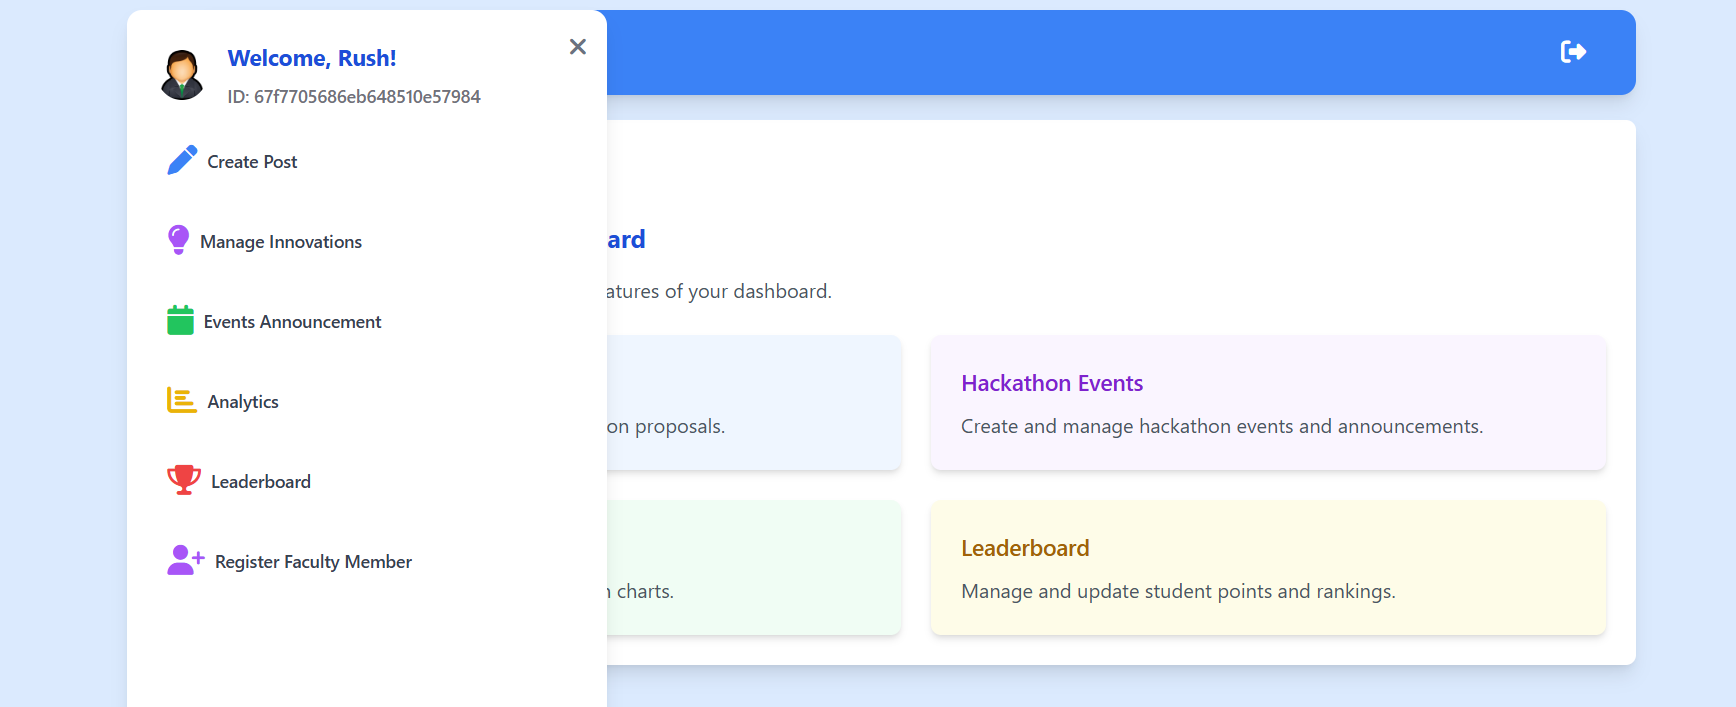 Welcome, Rush!
ID: 67f7705686eb648510e57984
Create Post
Manage Innovations
Events Announcement
Analytics
Leaderboard
Register Faculty Member
ard
atures of your dashboard.
on proposals.
Hackathon Events
Create and manage hackathon events and announcements.
charts.
Leaderboard
Manage and update student points and rankings.